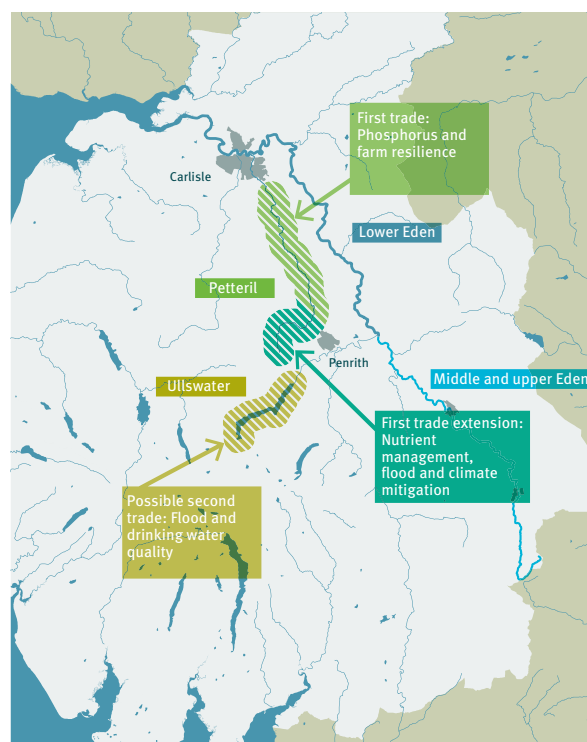 First trade:
Phosphorus and
farm resilience
Carlisle
Lower Eden
Petteril
Penrith
Middle and upper Eden
Ullswater
First trade extension:
Nutrient
management,
flood and climate
mitigation
Possible second
trade: Flood and
drinking water
quality